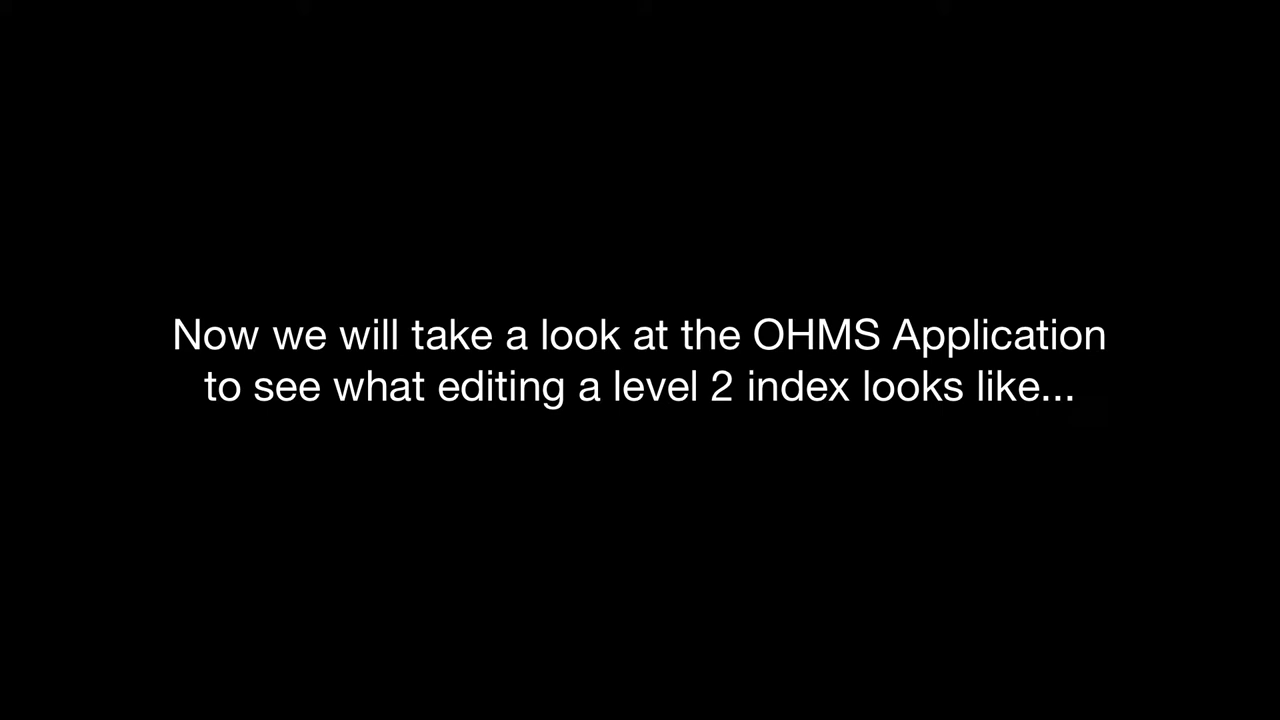 Now we will take a look at the OHMS Application
to see what editing a level 2 index looks like...